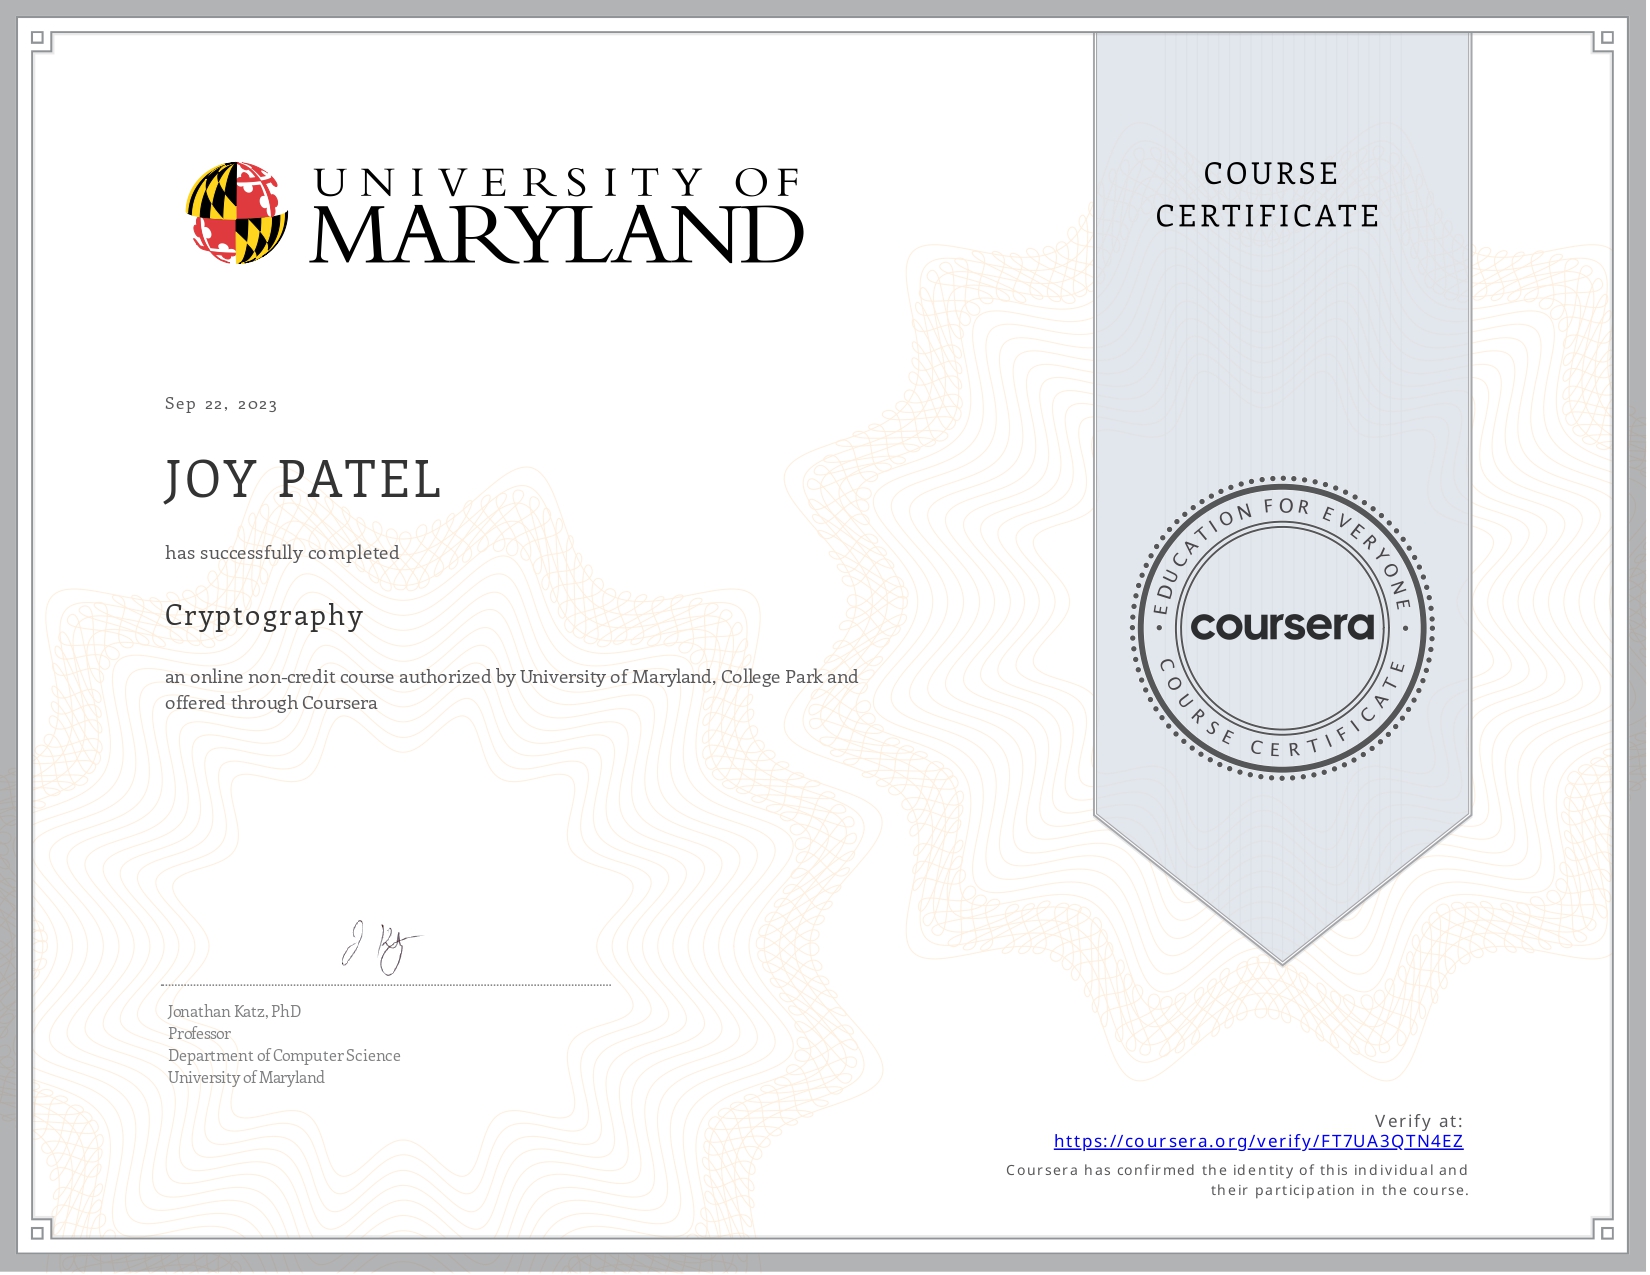 UNIVERSITY OF
MARYLAND
COURSE
CERTIFICATE
Sep 22, 2023
JOY PATEL
has successfully completed
Cryptography
an online non-credit course authorized by University of Maryland, College Park and
offered through Coursera
EDUCATION FOR EVERYONE
coursera
COURSE CERTIFICATE
J Katz
Jonathan Katz, PhD
Professor
Department of Computer Science
University of Maryland
Verify at:
https://coursera.org/verify/FT7UA3QTN4EZ
Coursera has confirmed the identity of this individual and
their participation in the course.